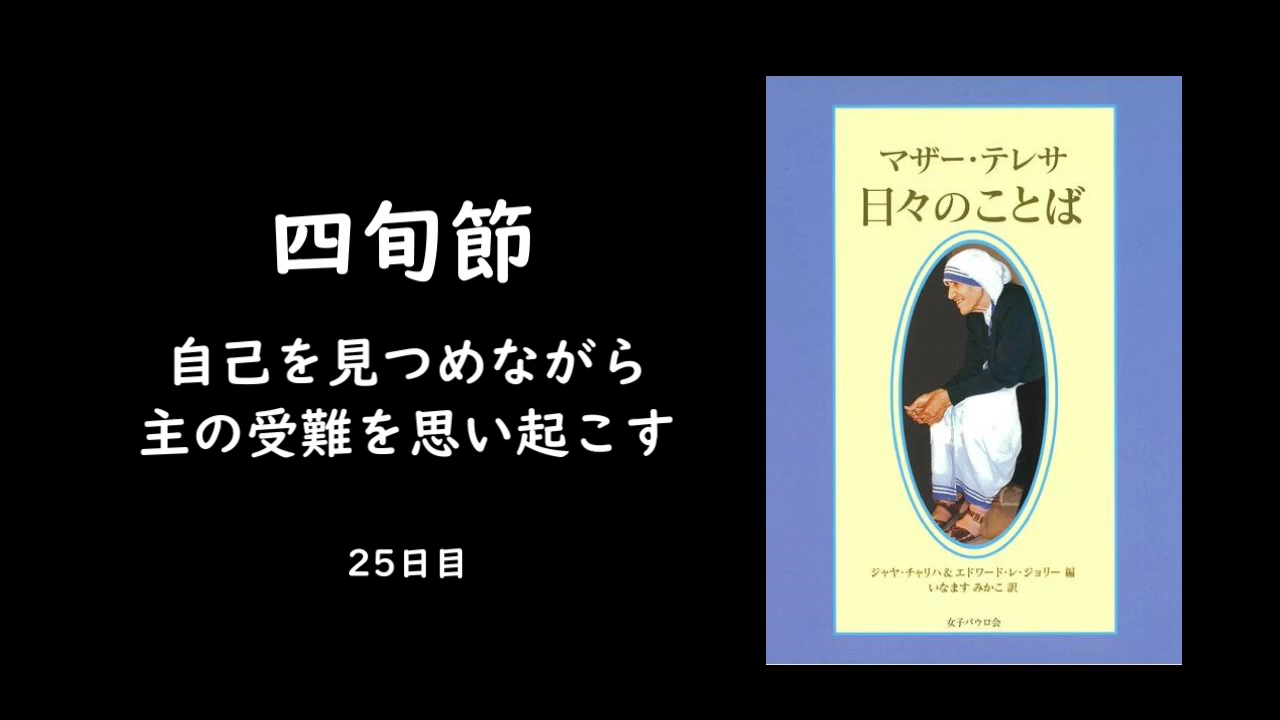 四旬節
自己を見つめながら
主の受難を思い起こす
25日目
マザー・テレサ
日々のことば
ジャヤ・チャリハ&エドワード・レ・ジョリー 編
いなます みかこ 訳
女子パウロ会